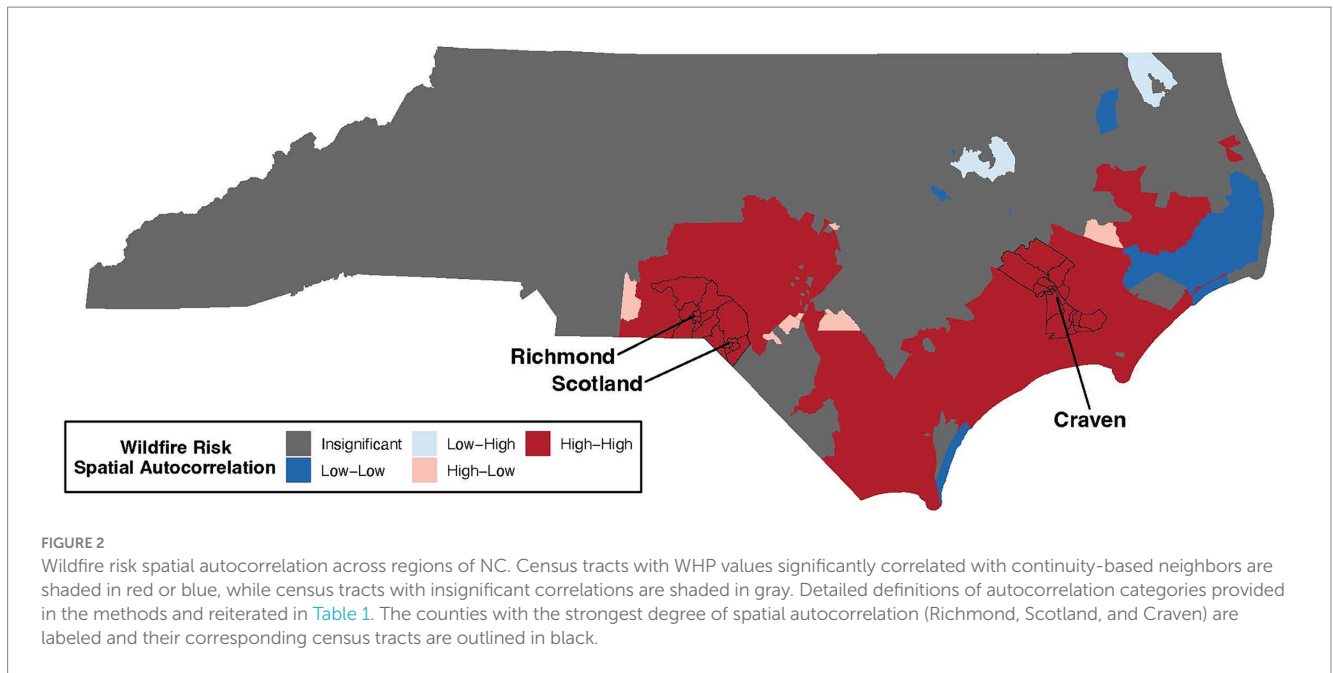 Richmond
Scotland
Craven
Wildfire Risk
Spatial Autocorrelation
Insignificant
Low–High
High–High
Low–Low
High–Low
FIGURE 2
Wildfire risk spatial autocorrelation across regions of NC. Census tracts with WHP values significantly correlated with continuity-based neighbors are
shaded in red or blue, while census tracts with insignificant correlations are shaded in gray. Detailed definitions of autocorrelation categories provided
in the methods and reiterated in Table 1. The counties with the strongest degree of spatial autocorrelation (Richmond, Scotland, and Craven) are
labeled and their corresponding census tracts are outlined in black.